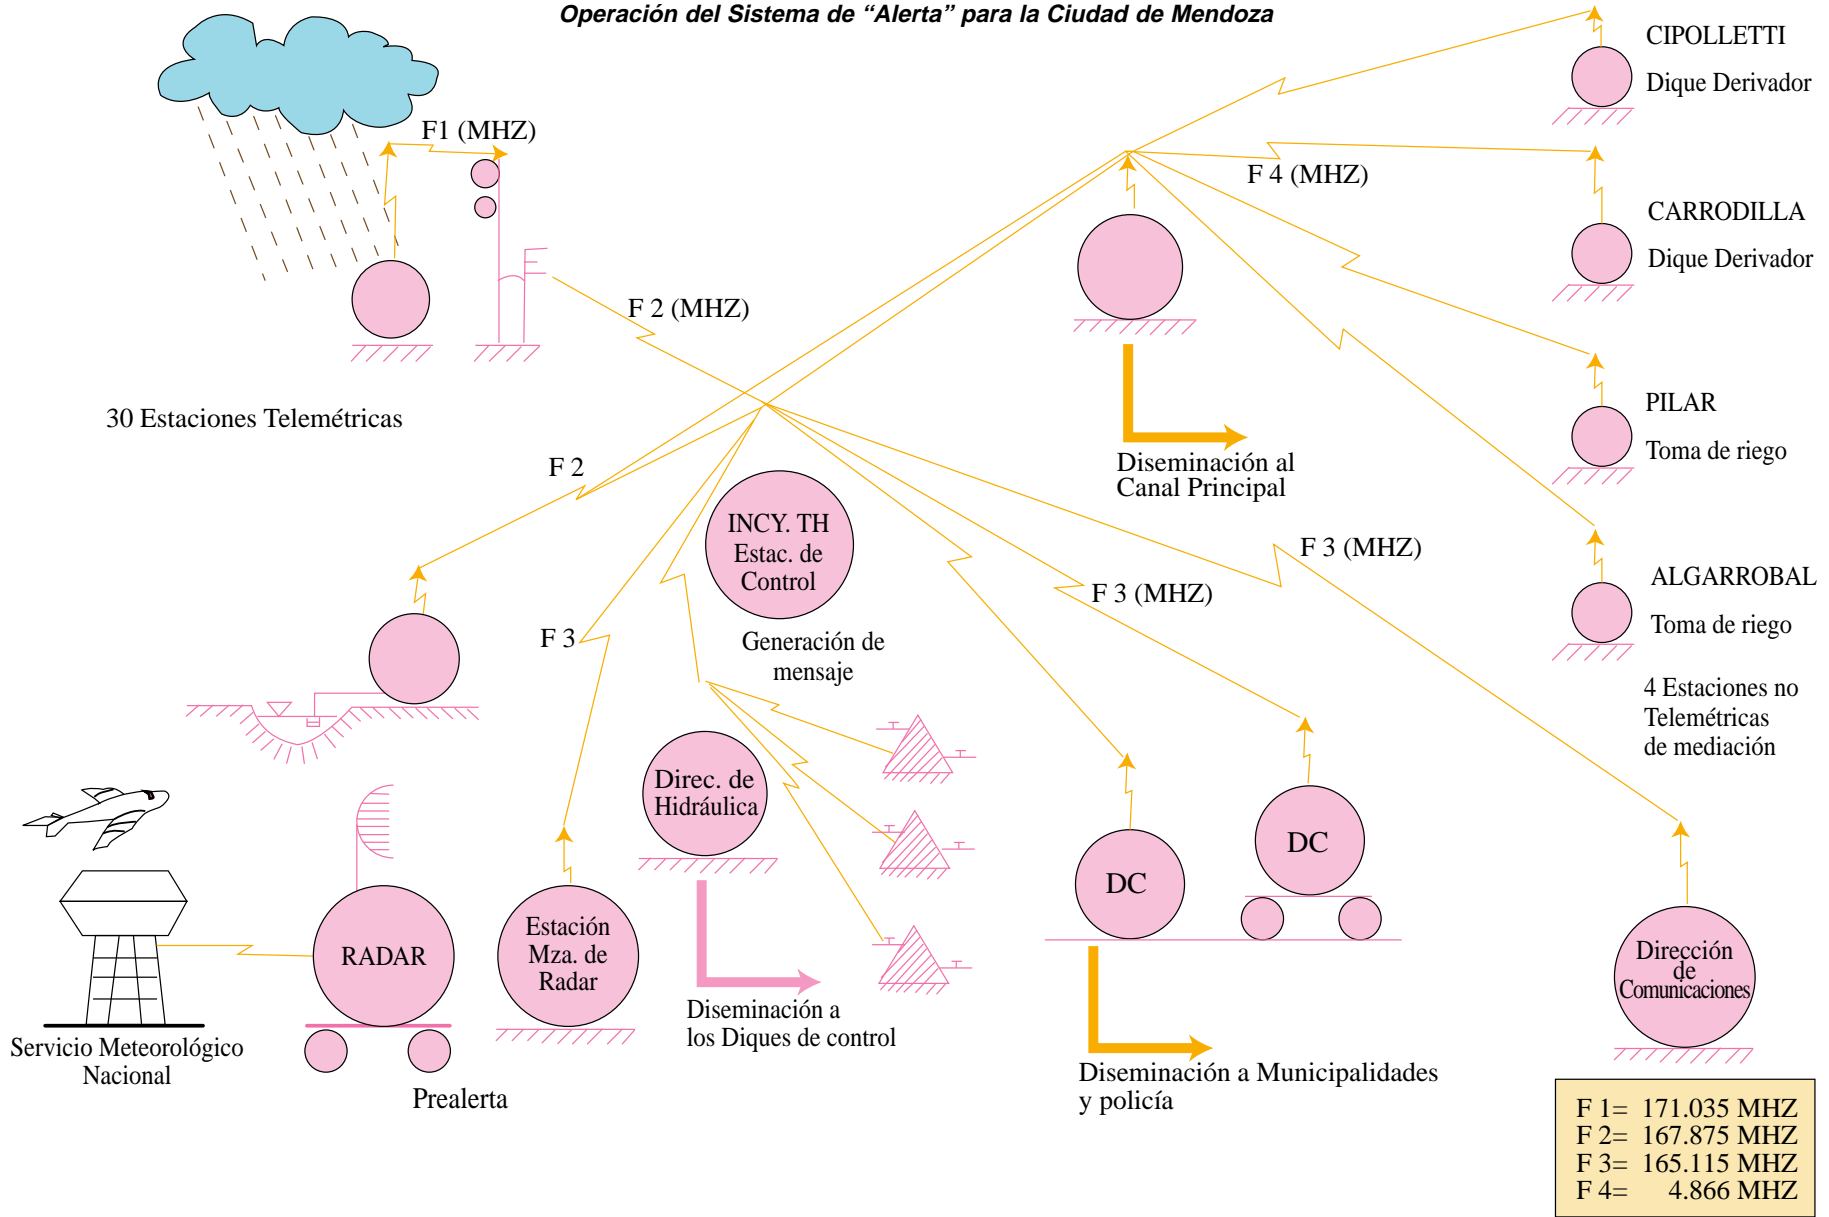 Operación del Sistema de “Alerta” para la Ciudad de Mendoza
F1 (MHZ)
F 2 (MHZ)
30 Estaciones Telemétricas
F 2
F 3
INCY. TH
Estac. de
Control
Generación de
mensaje
F 4 (MHZ)
Diseminación al
Canal Principal
F 3 (MHZ)
F 3 (MHZ)
CIPOLLETTI
Dique Derivador
CARRODILLA
Dique Derivador
PILAR
Toma de riego
ALGARROBAL
Toma de riego
4 Estaciones no
Telemétricas
de mediación
Servicio Meteorológico
Nacional
RADAR
Prealerta
Estación
Mza. de
Radar
Direc. de
Hidráulica
Diseminación a
los Diques de control
DC
DC
Diseminación a Municipalidades
y policía
Dirección
de
Comunicaciones
F 1= 171.035 MHZ
F 2= 167.875 MHZ
F 3= 165.115 MHZ
F 4= 4.866 MHZ